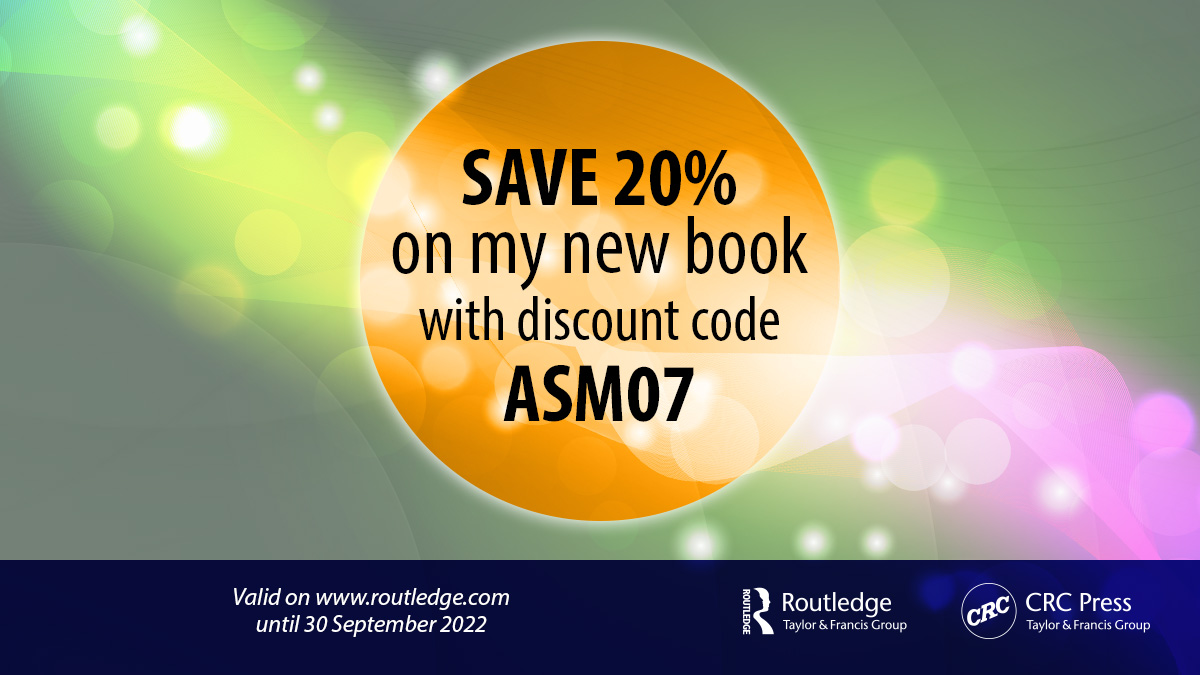 SAVE 20%
on my new book
with discount code
ASM07
Valid on www.routledge.com
until 30 September 2022
ROUTLEDGE
Routledge
Taylor & Francis Group
CRC
CRC Press
Taylor & Francis Group